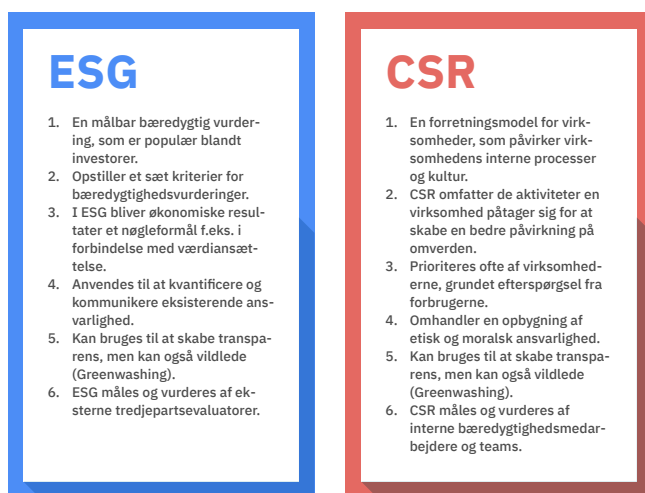 ESG
1. En målbar bæredygtig vurder-
ing, som er populær blandt
investorer.
2. Opstiller et sæt kriterier for
bæredygtighedsvurderinger.
3. I ESG bliver økonomiske resul-
tater et nøgleformål f.eks. i
forbindelse med værdiansæt-
telse.
4. Anvendes til at kvantificere og
kommunikere eksisterende ans-
varlighed.
5. Kan bruges til at skabe transpa-
rens, men kan også vildlede
(Greenwashing).
6. ESG måles og vurderes af ek-
sterne tredjepartsevaluatorer.
CSR
1. En forretningsmodel for virk-
somheder, som påvirker virk-
somhedens interne processer
og kultur.
2. CSR omfatter de aktiviteter en
virksomhed påtager sig for at
skabe en bedre påvirkning på
omverden.
3. Prioriteres ofte af virksomhed-
erne, grundet efterspørgsel fra
forbrugerne.
4. Omhandler en opbygning af
etisk og moralsk ansvarlighed.
5. Kan bruges til at skabe transpa-
rens, men kan også vildlede
(Greenwashing).
6. CSR måles og vurderes af
interne bæredygtighedsmedar-
bejdere og teams.